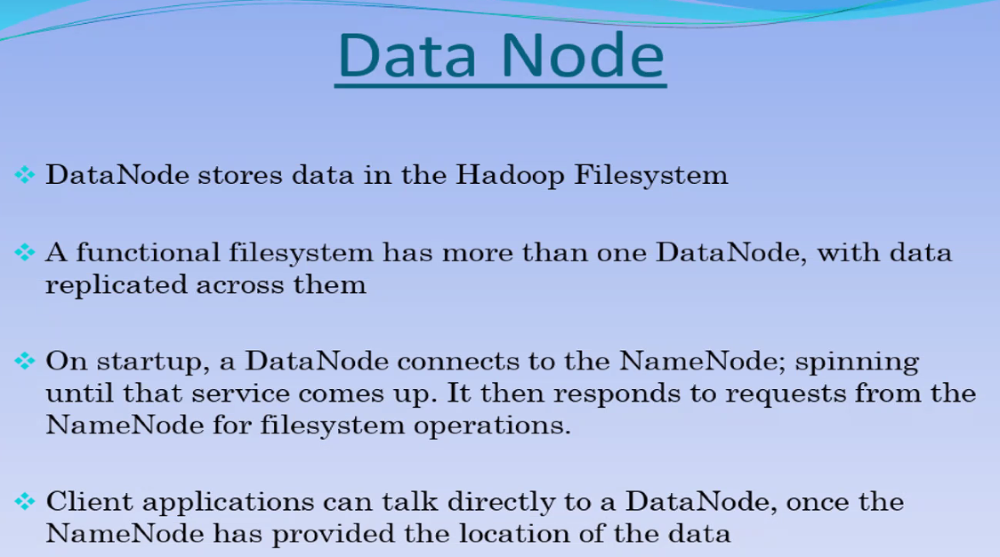 Data Node
DataNode stores data in the Hadoop Filesystem
A functional filesystem has more than one DataNode, with data
replicated across them
On startup, a DataNode connects to the NameNode; spinning
until that service comes up. It then responds to requests from the
NameNode for filesystem operations.
Client applications can talk directly to a DataNode, once the
NameNode has provided the location of the data